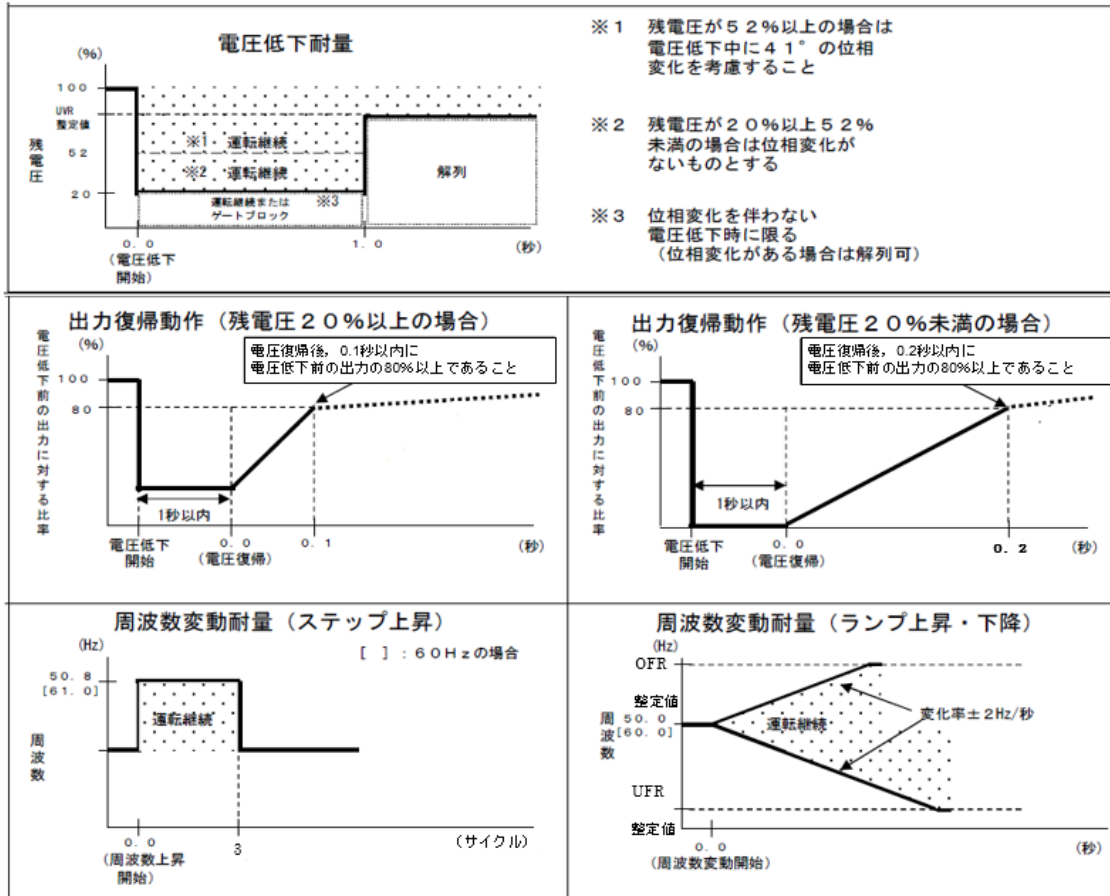 電圧低下耐量
(%)
100
UVR
整定値
52
20
残電圧
※1 運転継続
※2 運転継続
運転継続または
ゲートブロック
※3
解列
0.0
(電圧低下
開始)
1.0
(秒)
※1 残電圧が52%以上の場合は
電圧低下中に41°の位相
変化を考慮すること
※2 残電圧が20%以上52%
未満の場合は位相変化が
ないものとする
※3 位相変化を伴わない
電圧低下時に限る
(位相変化がある場合は解列可)
出力復帰動作(残電圧20%以上の場合)
(%)
電圧復帰後,0.1秒以内に
電圧低下前の出力の80%以上であること
100
80
電圧低下前の出力に対する比率
1秒以内
電圧低下
開始
0.0
(電圧復帰)
0.1
(秒)
出力復帰動作(残電圧20%未満の場合)
(%)
電圧復帰後,0.2秒以内に
電圧低下前の出力の80%以上であること
100
80
電圧低下前の出力に対する比率
1秒以内
電圧低下
開始
0.0
(電圧復帰)
0.2
(秒)
周波数変動耐量(ステップ上昇)
(Hz)
[ ]:60Hzの場合
50.8
[61.0]
運転継続
周波数
0.0
(周波数上昇
開始)
3
(サイクル)
周波数変動耐量(ランプ上昇・下降)
(Hz)
OFR
整定値
周波数
50.0
[60.0]
運転継続
変化率±2Hz/秒
UFR
整定値
0.0
(周波数変動開始)
(秒)